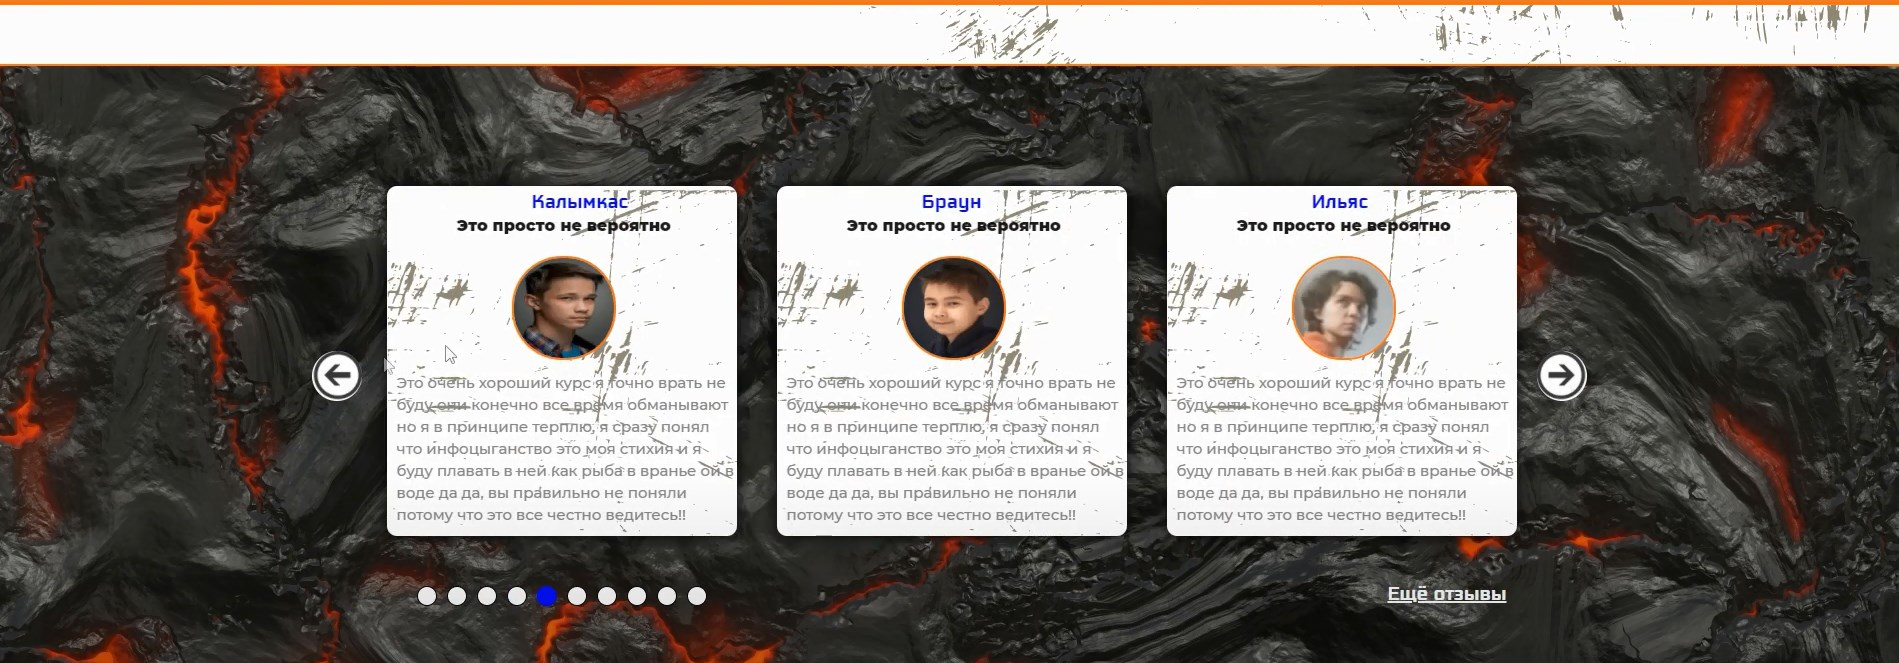 Калымкас
Это просто не вероятно
Это очень хороший курс я точно врать не
буду они конечно все время обманывают
но я в принципе терплю, я сразу понял
что инфоцыганство это моя стихия и я
буду плавать в ней как рыба в вранье ой в
воде да да, вы правильно не поняли
потому что это все честно ведитесь!!
Браун
Это просто не вероятно
Это очень хороший курс я точно врать не
буду они конечно все время обманывают
но я в принципе терплю, я сразу понял
что инфоцыганство это моя стихия и я
буду плавать в ней как рыба в вранье ой в
воде да да, вы правильно не поняли
потому что это все честно ведитесь!!
Ильяс
Это просто не вероятно
Это очень хороший курс я точно врать не
буду они конечно все время обманывают
но я в принципе терплю, я сразу понял
что инфоцыганство это моя стихия и я
буду плавать в ней как рыба в вранье ой в
воде да да, вы правильно не поняли
потому что это все честно ведитесь!!
Ещё отзывы